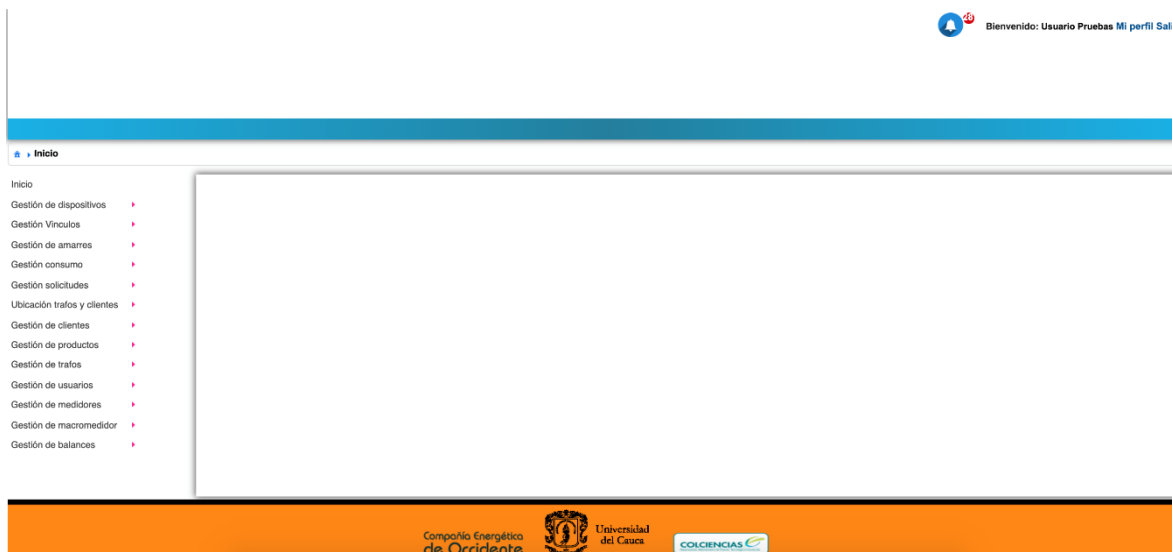 28
Bienvenido: Usuario Pruebas Mi perfil Sali
Inicio
Inicio
Gestión de dispositivos
Gestión Vinculos
Gestión de amarres
Gestión consumo
Gestión solicitudes
Ubicación trafos y clientes
Gestión de clientes
Gestión de productos
Gestión de trafos
Gestión de usuarios
Gestión de medidores
Gestión de macromedidor
Gestión de balances
Compañía Energética
de Occidente
Universidad
del Cauca
COLCIENCIAS